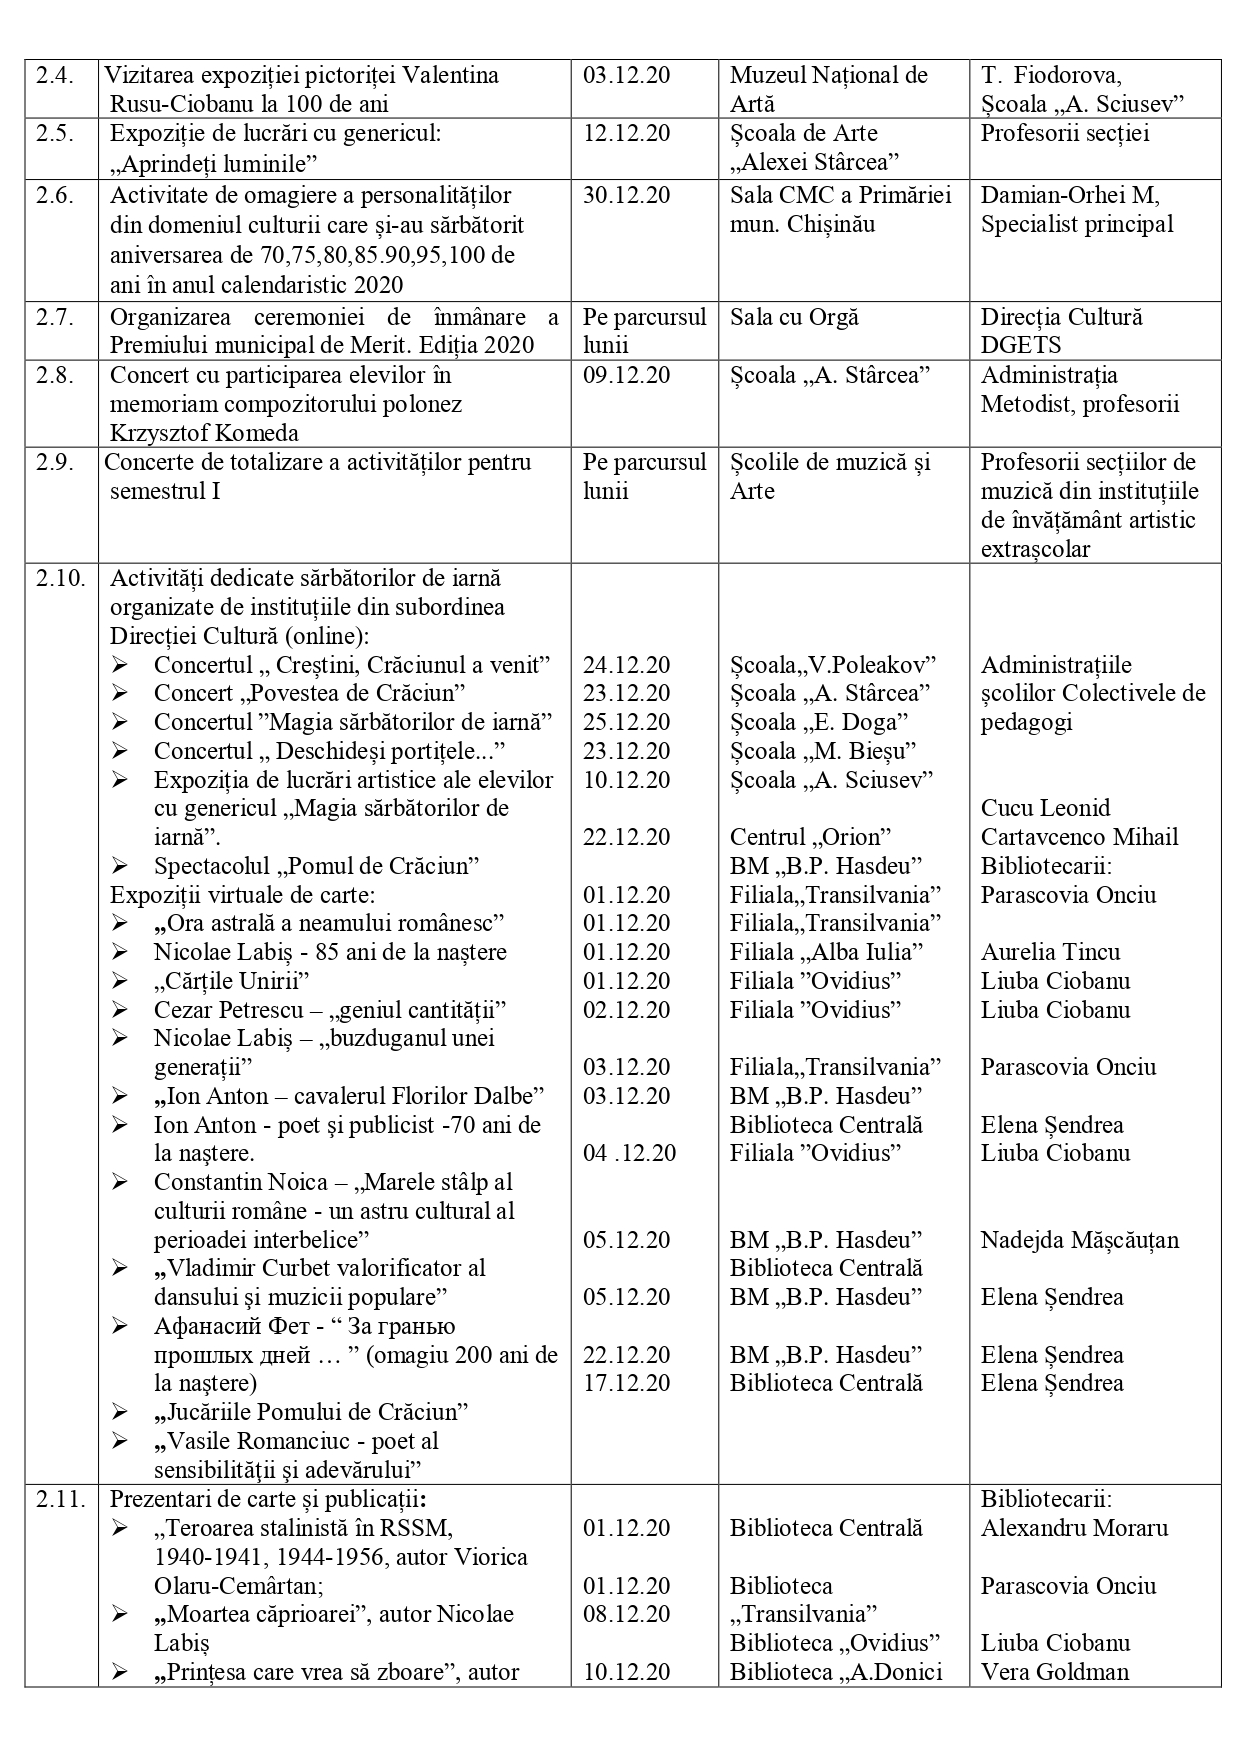 2.4. Vizitarea expoziției pictoriței Valentina 03.12.20 Muzeul Național de T. Fiodorova,
Rusu-Ciobanu la 100 de ani Artă Școala „A. Sciusev”
2.5. Expoziție de lucrări cu genericul: 12.12.20 Școala de Arte Profesorii secției
„Aprindeți luminile” „Alexei Stârcea”
2.6. Activitate de omagiere a personalităților 30.12.20 Sala CMC a Primăriei Damian-Orhei M,
din domeniul culturii care și-au sărbătorit mun. Chișinău Specialist principal
aniversarea de 70,75,80,85.90,95,100 de
ani în anul calendaristic 2020
2.7. Organizarea ceremoniei de înmânare a Pe parcursul Sala cu Orgă Direcția Cultură
Premiului municipal de Merit. Ediția 2020 lunii DGETS
2.8. Concert cu participarea elevilor în 09.12.20 Școala „A. Stârcea” Administrația
memoriam compozitorului polonez Metodist, profesorii
Krzysztof Komeda
2.9. Concerte de totalizare a activităților pentru Pe parcursul Școlile de muzică și Profesorii secțiilor de
semestrul I lunii Arte muzică din instituțiile
de învățământ artistic
extrașcolar
2.10. Activități dedicate sărbătorilor de iarnă
organizate de instituțiile din subordinea
Direcției Cultură (online):
➢ Concertul „ Creștini, Crăciunul a venit” 24.12.20 Școala„V.Poleakov” Administrațiile
➢ Concert „Povestea de Crăciun” 23.12.20 Școala „A. Stârcea” școlilor Colectivele de
➢ Concertul ”Magia sărbătorilor de iarnă” 25.12.20 Școala „E. Doga” pedagogi
➢ Concertul „ Deschideși portițele...” 23.12.20 Școala „M. Bieșu”
➢ Expoziția de lucrări artistice ale elevilor 10.12.20 Școala „A. Sciusev”
cu genericul „Magia sărbătorilor de Cucu Leonid
iarnă”. 22.12.20 Centrul „Orion” Cartavcenco Mihail
➢ Spectacolul „Pomul de Crăciun” BM „B.P. Hasdeu” Bibliotecarii:
Expoziții virtuale de carte: 01.12.20 Filiala„Transilvania” Parascovia Onciu
➢ „Ora astrală a neamului românesc” 01.12.20 Filiala„Transilvania”
➢ Nicolae Labiș - 85 ani de la naștere 01.12.20 Filiala „Alba Iulia” Aurelia Tincu
➢ „Cărțile Unirii” 01.12.20 Filiala ”Ovidius” Liuba Ciobanu
➢ Cezar Petrescu – „geniul cantității” 02.12.20 Filiala ”Ovidius” Liuba Ciobanu
➢ Nicolae Labiș – „buzduganul unei
generații” 03.12.20 Filiala„Transilvania” Parascovia Onciu
➢ „Ion Anton – cavalerul Florilor Dalbe” 03.12.20 BM „B.P. Hasdeu”
➢ Ion Anton - poet şi publicist -70 ani de Biblioteca Centrală Elena Șendrea
la naştere. 04 .12.20 Filiala ”Ovidius” Liuba Ciobanu
➢ Constantin Noica – „Marele stâlp al
culturii române - un astru cultural al
perioadei interbelice” 05.12.20 BM „B.P. Hasdeu” Nadejda Mășcăuțan
➢ „Vladimir Curbet valorificator al Biblioteca Centrală
dansului şi muzicii populare” 05.12.20 BM „B.P. Hasdeu” Elena Șendrea
➢ Афанасий Фет - “ За гранью
прошлых дней … ” (omagiu 200 ani de 22.12.20 BM „B.P. Hasdeu” Elena Șendrea
la naştere) 17.12.20 Biblioteca Centrală Elena Șendrea
➢ „Jucăriile Pomului de Crăciun”
➢ „Vasile Romanciuc - poet al
sensibilităţii şi adevărului”
2.11. Prezentari de carte și publicații: Bibliotecarii:
➢ „Teroarea stalinistă în RSSM, 01.12.20 Biblioteca Centrală Alexandru Moraru
1940-1941, 1944-1956, autor Viorica
Olaru-Cemârtan; 01.12.20 Biblioteca Parascovia Onciu
➢ „Moartea căprioarei”, autor Nicolae 08.12.20 „Transilvania”
Labiș Biblioteca „Ovidius” Liuba Ciobanu
➢ „Prințesa care vrea să zboare”, autor 10.12.20 Biblioteca „A.Donici Vera Goldman